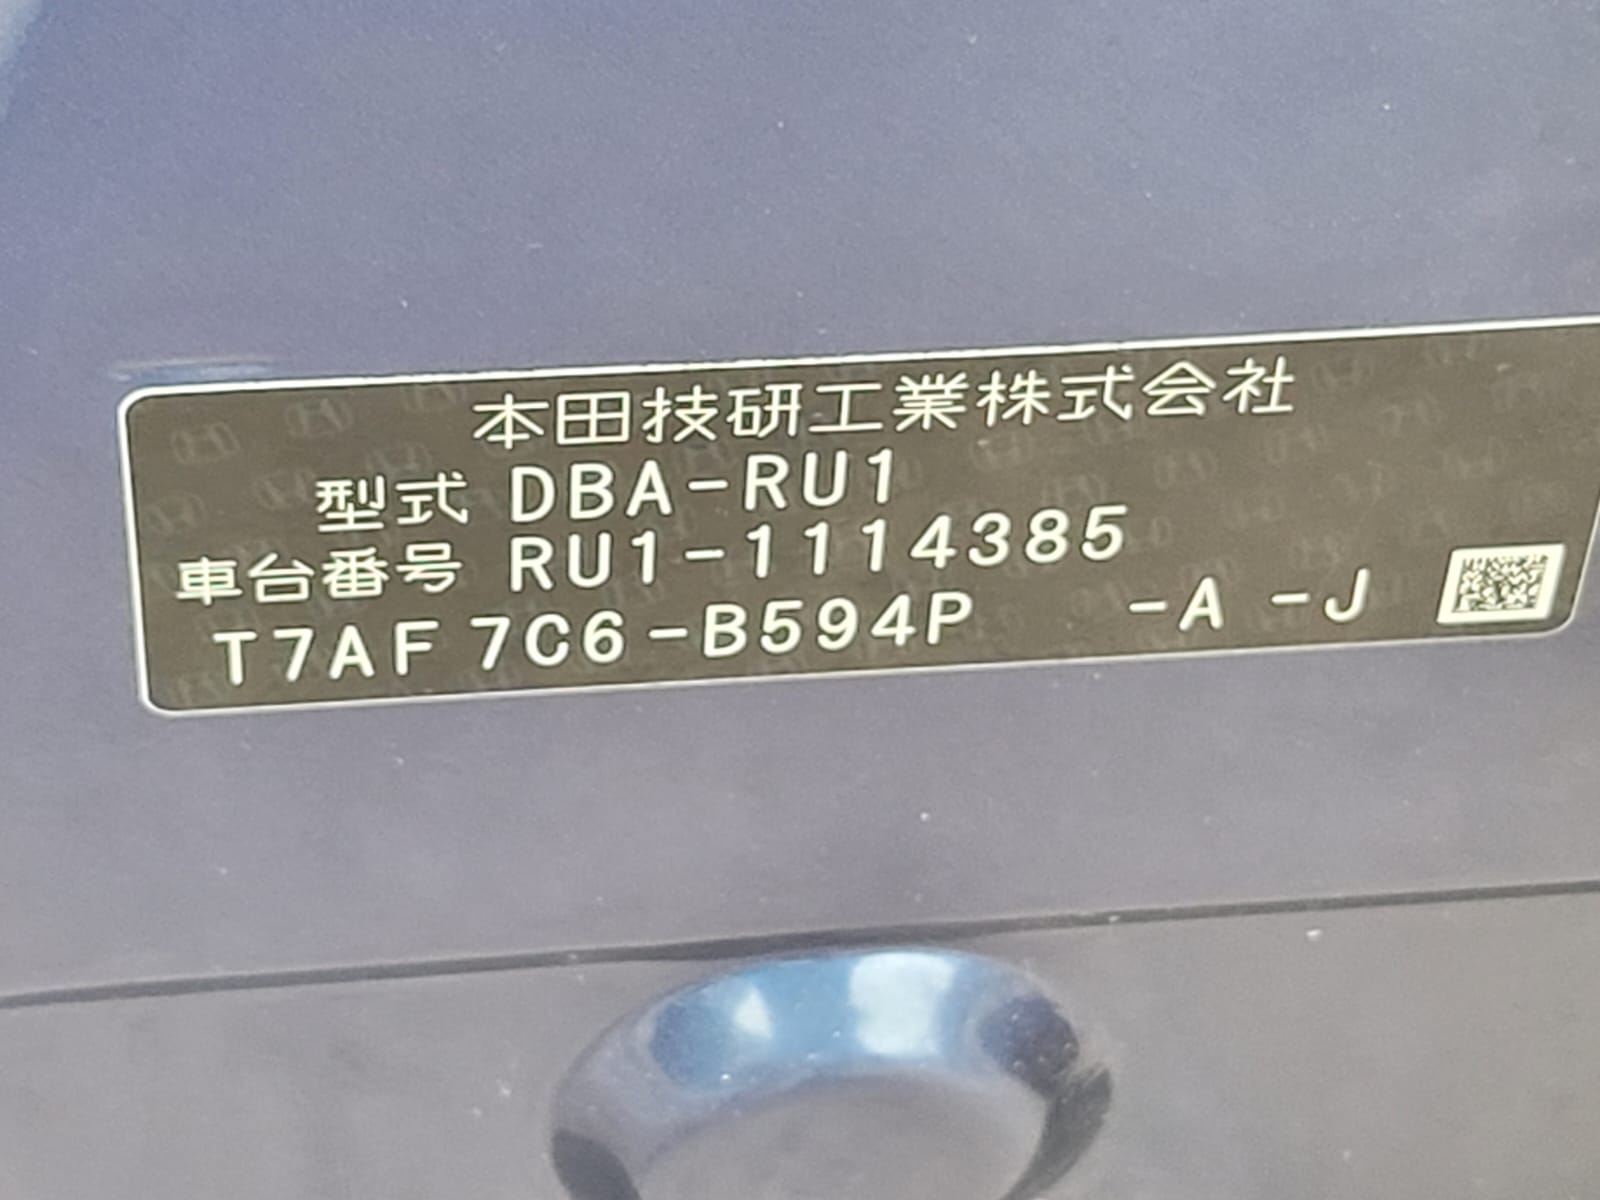 本田技研工業株式会社
型式 DBA-RU1
車台番号 RU1-1114385
T7AF 7C6-B594P -A -J